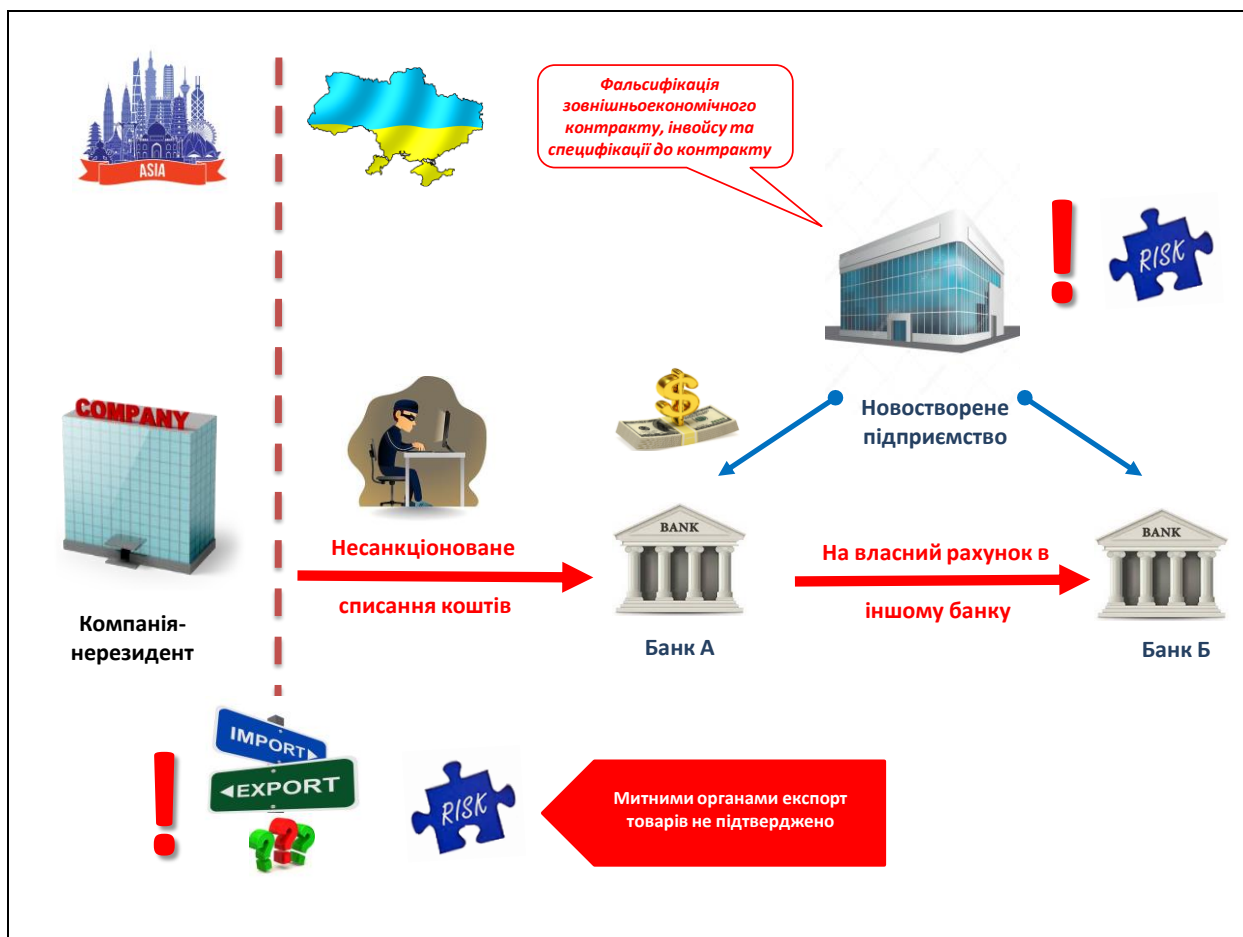 ASIA
Фальсифікація
зовнішньоекономічного
контракту, інвойсу та
специфікації до контракту
RISK
COMPANY
Новостворене
підприємство
Несанкціоноване
списання коштів
BANK
На власний рахунок в
іншому банку
BANK
Компанія-
нерезидент
Банк А
Банк Б
IMPORT
EXPORT
RISK
Митними органами експорт
товарів не підтверджено